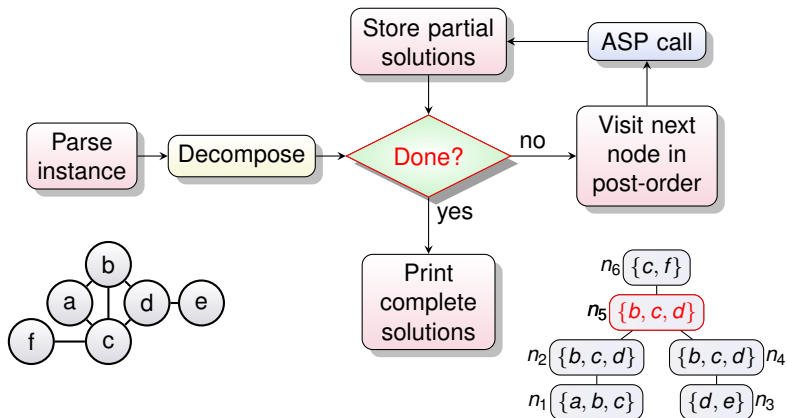 Store partial
solutions
ASP call
Parse
instance
Decompose
Done?
no
Visit next
node in
post-order
yes
Print
complete
solutions
b
a
d
e
f
c
n6 {c, f}
n5 {b, c, d}
n2 {b, c, d}
{b, c, d} n4
n1 {a, b, c}
{d, e} n3